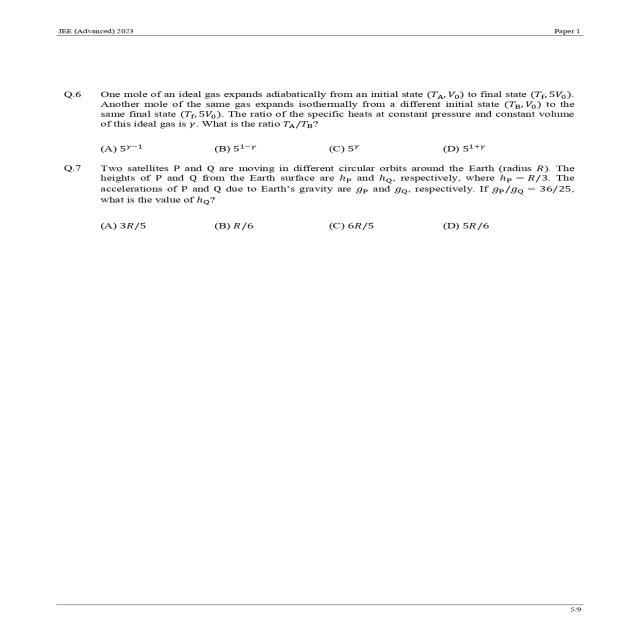 JEE (Advanced) 2023 Paper 1
Q.6 One mole of an ideal gas expands adiabatically from an initial state (T_A, V_0) to final state (T_f, 5V_0).
Another mole of the same gas expands isothermally from a different initial state (T_B, V_0) to the
same final state (T_f, 5V_0). The ratio of the specific heats at constant pressure and constant volume
of this ideal gas is γ. What is the ratio T_A/T_B?
(A) 5^{γ−1} (B) 5^{1−γ} (C) 5^γ (D) 5^{1+γ}
Q.7 Two satellites P and Q are moving in different circular orbits around the Earth (radius R). The
heights of P and Q from the Earth surface are h_P and h_Q, respectively, where h_P = R/3. The
accelerations of P and Q due to Earth's gravity are g_P and g_Q, respectively. If g_P/g_Q = 36/25,
what is the value of h_Q?
(A) 3R/5 (B) R/6 (C) 6R/5 (D) 5R/6
5/9